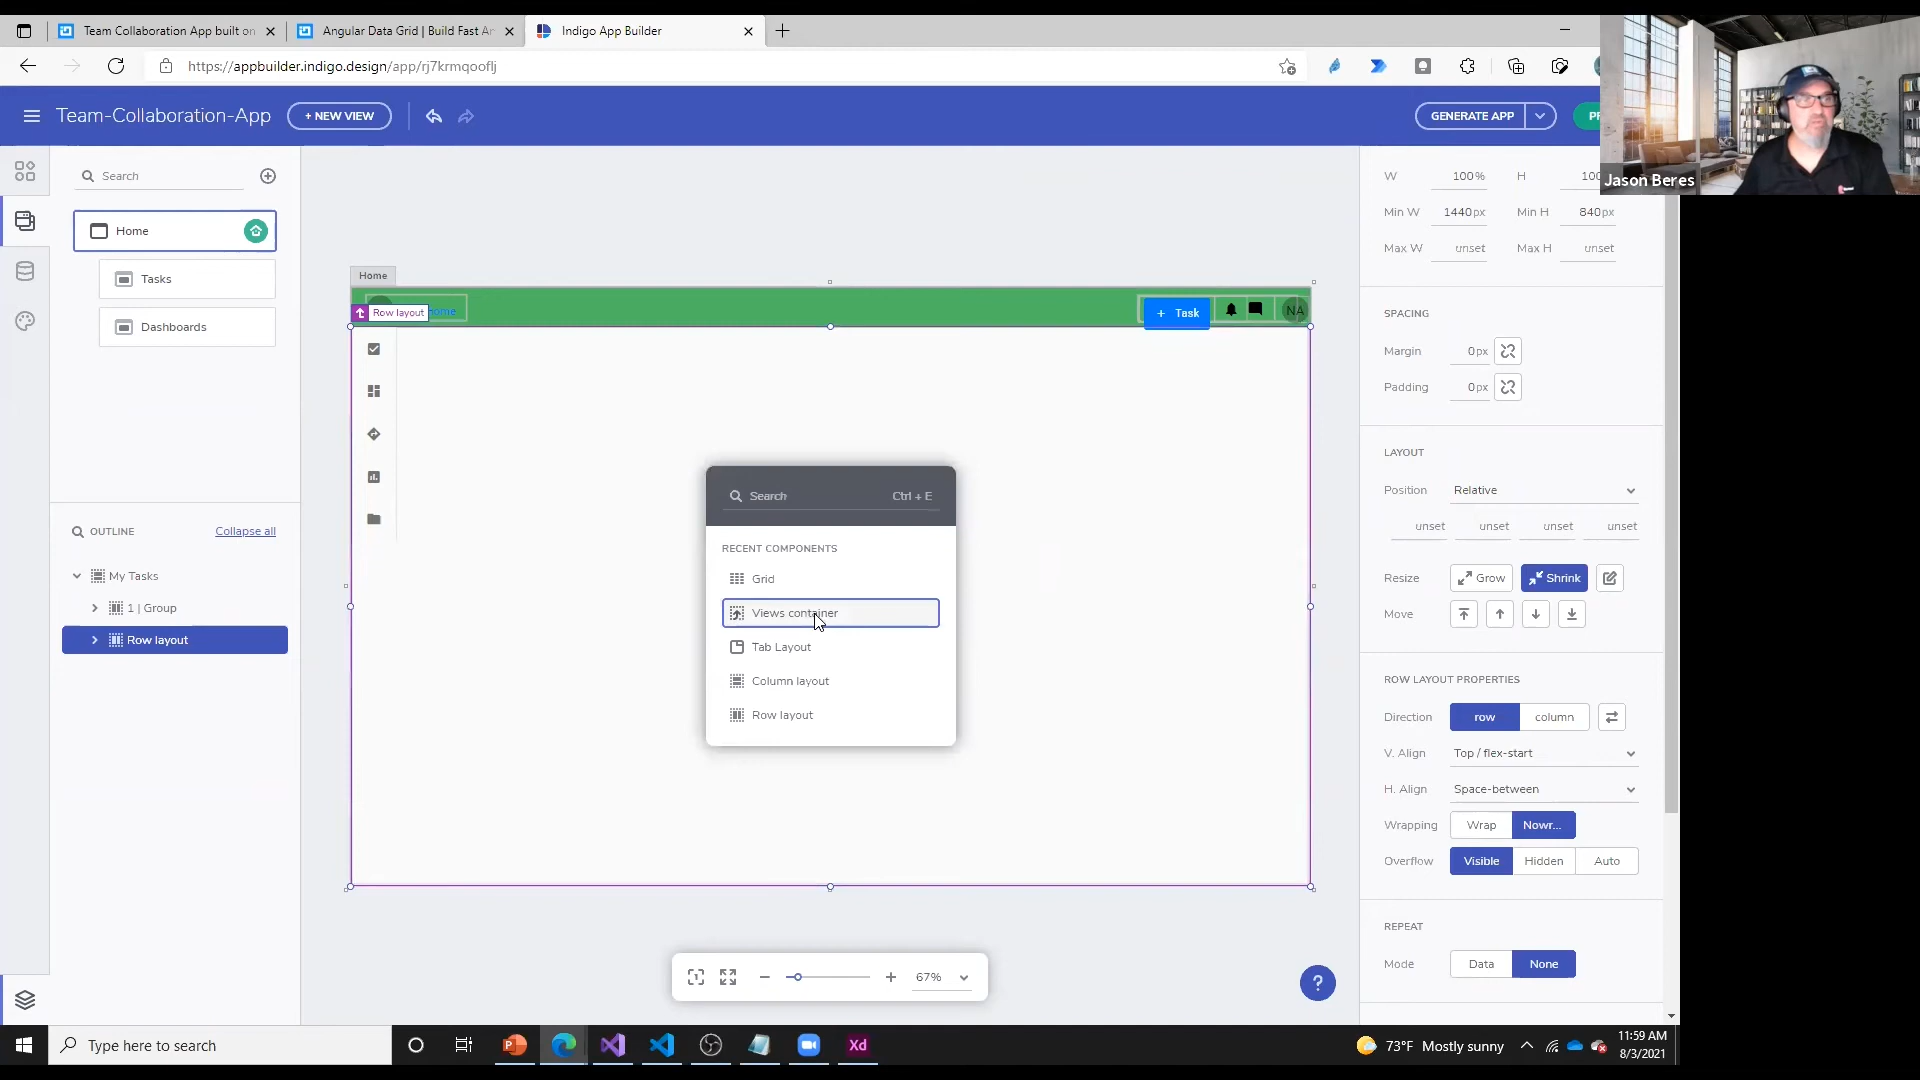 Team Collaboration App built on
Angular Data Grid | Build Fast An
Indigo App Builder
https://appbuilder.indigo.design/app/rj7krmqooflj
Team-Collaboration-App
+ NEW VIEW
GENERATE APP
Jason Beres
Search
Home
Tasks
Dashboards
OUTLINE
Collapse all
My Tasks
1 | Group
Row layout
Home
Row layout
+ Task
NA
Search
Ctrl + E
RECENT COMPONENTS
Grid
Views container
Tab Layout
Column layout
Row layout
67%
?
W 100% H 100
Min W 1440px Min H 840px
Max W unset Max H unset
SPACING
Margin 0px
Padding 0px
LAYOUT
Position Relative
unset unset unset unset
Resize Grow Shrink
Move
ROW LAYOUT PROPERTIES
Direction row column
V. Align Top / flex-start
H. Align Space-between
Wrapping Wrap Nowr...
Overflow Visible Hidden Auto
REPEAT
Mode Data None
Type here to search
Xd
73°F Mostly sunny
11:59 AM
8/3/2021